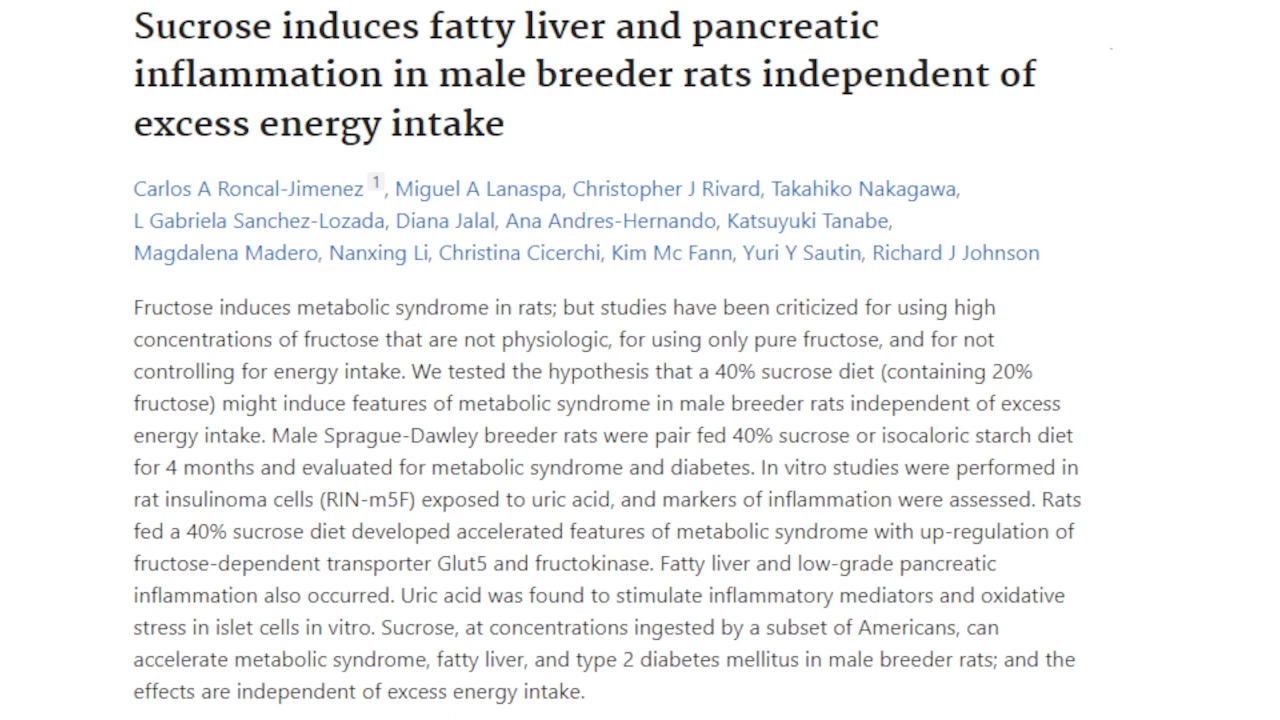 Sucrose induces fatty liver and pancreatic
inflammation in male breeder rats independent of
excess energy intake
Carlos A Roncal-Jimenez 1, Miguel A Lanaspa, Christopher J Rivard, Takahiko Nakagawa,
L Gabriela Sanchez-Lozada, Diana Jalal, Ana Andres-Hernando, Katsuyuki Tanabe,
Magdalena Madero, Nanxing Li, Christina Cicerchi, Kim Mc Fann, Yuri Y Sautin, Richard J Johnson
Fructose induces metabolic syndrome in rats; but studies have been criticized for using high
concentrations of fructose that are not physiologic, for using only pure fructose, and for not
controlling for energy intake. We tested the hypothesis that a 40% sucrose diet (containing 20%
fructose) might induce features of metabolic syndrome in male breeder rats independent of excess
energy intake. Male Sprague-Dawley breeder rats were pair fed 40% sucrose or isocaloric starch diet
for 4 months and evaluated for metabolic syndrome and diabetes. In vitro studies were performed in
rat insulinoma cells (RIN-m5F) exposed to uric acid, and markers of inflammation were assessed. Rats
fed a 40% sucrose diet developed accelerated features of metabolic syndrome with up-regulation of
fructose-dependent transporter Glut5 and fructokinase. Fatty liver and low-grade pancreatic
inflammation also occurred. Uric acid was found to stimulate inflammatory mediators and oxidative
stress in islet cells in vitro. Sucrose, at concentrations ingested by a subset of Americans, can
accelerate metabolic syndrome, fatty liver, and type 2 diabetes mellitus in male breeder rats; and the
effects are independent of excess energy intake.